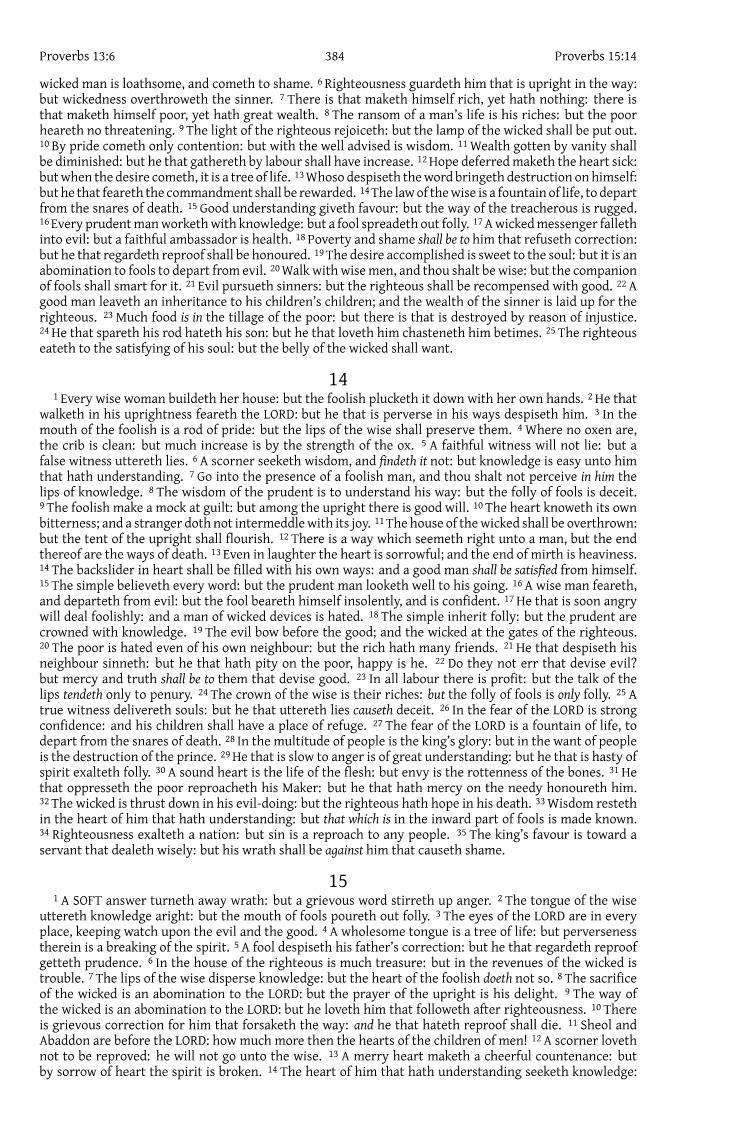 Proverbs 13:6 384 Proverbs 15:14
wicked man is loathsome, and cometh to shame. 6 Righteousness guardeth him that is upright in the way:
but wickedness overthroweth the sinner. 7 There is that maketh himself rich, yet hath nothing: there is
that maketh himself poor, yet hath great wealth. 8 The ransom of a man’s life is his riches: but the poor
heareth no threatening. 9 The light of the righteous rejoiceth: but the lamp of the wicked shall be put out.
10 By pride cometh only contention: but with the well advised is wisdom. 11 Wealth gotten by vanity shall
be diminished: but he that gathereth by labour shall have increase. 12 Hope deferred maketh the heart sick:
but when the desire cometh, it is a tree of life. 13 Whoso despiseth the word bringeth destruction on himself:
but he that feareth the commandment shall be rewarded. 14 The law of the wise is a fountain of life, to depart
from the snares of death. 15 Good understanding giveth favour: but the way of the treacherous is rugged.
16 Every prudent man worketh with knowledge: but a fool spreadeth out folly. 17 A wicked messenger falleth
into evil: but a faithful ambassador is health. 18 Poverty and shame shall be to him that refuseth correction:
but he that regardeth reproof shall be honoured. 19 The desire accomplished is sweet to the soul: but it is an
abomination to fools to depart from evil. 20 Walk with wise men, and thou shalt be wise: but the companion
of fools shall smart for it. 21 Evil pursueth sinners: but the righteous shall be recompensed with good. 22 A
good man leaveth an inheritance to his children’s children; and the wealth of the sinner is laid up for the
righteous. 23 Much food is in the tillage of the poor: but there is that is destroyed by reason of injustice.
24 He that spareth his rod hateth his son: but he that loveth him chasteneth him betimes. 25 The righteous
eateth to the satisfying of his soul: but the belly of the wicked shall want.
14
1 Every wise woman buildeth her house: but the foolish plucketh it down with her own hands. 2 He that
walketh in his uprightness feareth the LORD: but he that is perverse in his ways despiseth him. 3 In the
mouth of the foolish is a rod of pride: but the lips of the wise shall preserve them. 4 Where no oxen are,
the crib is clean: but much increase is by the strength of the ox. 5 A faithful witness will not lie: but a
false witness uttereth lies. 6 A scorner seeketh wisdom, and findeth it not: but knowledge is easy unto him
that hath understanding. 7 Go into the presence of a foolish man, and thou shalt not perceive in him the
lips of knowledge. 8 The wisdom of the prudent is to understand his way: but the folly of fools is deceit.
9 The foolish make a mock at guilt: but among the upright there is good will. 10 The heart knoweth its own
bitterness; and a stranger doth not intermeddle with its joy. 11 The house of the wicked shall be overthrown:
but the tent of the upright shall flourish. 12 There is a way which seemeth right unto a man, but the end
thereof are the ways of death. 13 Even in laughter the heart is sorrowful; and the end of mirth is heaviness.
14 The backslider in heart shall be filled with his own ways: and a good man shall be satisfied from himself.
15 The simple believeth every word: but the prudent man looketh well to his going. 16 A wise man feareth,
and departeth from evil: but the fool beareth himself insolently, and is confident. 17 He that is soon angry
will deal foolishly: and a man of wicked devices is hated. 18 The simple inherit folly: but the prudent are
crowned with knowledge. 19 The evil bow before the good; and the wicked at the gates of the righteous.
20 The poor is hated even of his own neighbour: but the rich hath many friends. 21 He that despiseth his
neighbour sinneth: but he that hath pity on the poor, happy is he. 22 Do they not err that devise evil?
but mercy and truth shall be to them that devise good. 23 In all labour there is profit: but the talk of the
lips tendeth only to penury. 24 The crown of the wise is their riches: but the folly of fools is only folly. 25 A
true witness delivereth souls: but he that uttereth lies causeth deceit. 26 In the fear of the LORD is strong
confidence: and his children shall have a place of refuge. 27 The fear of the LORD is a fountain of life, to
depart from the snares of death. 28 In the multitude of people is the king’s glory: but in the want of people
is the destruction of the prince. 29 He that is slow to anger is of great understanding: but he that is hasty of
spirit exalteth folly. 30 A sound heart is the life of the flesh: but envy is the rottenness of the bones. 31 He
that oppresseth the poor reproacheth his Maker: but he that hath mercy on the needy honoureth him.
32 The wicked is thrust down in his evil-doing: but the righteous hath hope in his death. 33 Wisdom resteth
in the heart of him that hath understanding: but that which is in the inward part of fools is made known.
34 Righteousness exalteth a nation: but sin is a reproach to any people. 35 The king’s favour is toward a
servant that dealeth wisely: but his wrath shall be against him that causeth shame.
15
1 A SOFT answer turneth away wrath: but a grievous word stirreth up anger. 2 The tongue of the wise
uttereth knowledge aright: but the mouth of fools poureth out folly. 3 The eyes of the LORD are in every
place, keeping watch upon the evil and the good. 4 A wholesome tongue is a tree of life: but perverseness
therein is a breaking of the spirit. 5 A fool despiseth his father’s correction: but he that regardeth reproof
getteth prudence. 6 In the house of the righteous is much treasure: but in the revenues of the wicked is
trouble. 7 The lips of the wise disperse knowledge: but the heart of the foolish doeth not so. 8 The sacrifice
of the wicked is an abomination to the LORD: but the prayer of the upright is his delight. 9 The way of
the wicked is an abomination to the LORD: but he loveth him that followeth after righteousness. 10 There
is grievous correction for him that forsaketh the way: and he that hateth reproof shall die. 11 Sheol and
Abaddon are before the LORD: how much more then the hearts of the children of men! 12 A scorner loveth
not to be reproved: he will not go unto the wise. 13 A merry heart maketh a cheerful countenance: but
by sorrow of heart the spirit is broken. 14 The heart of him that hath understanding seeketh knowledge: